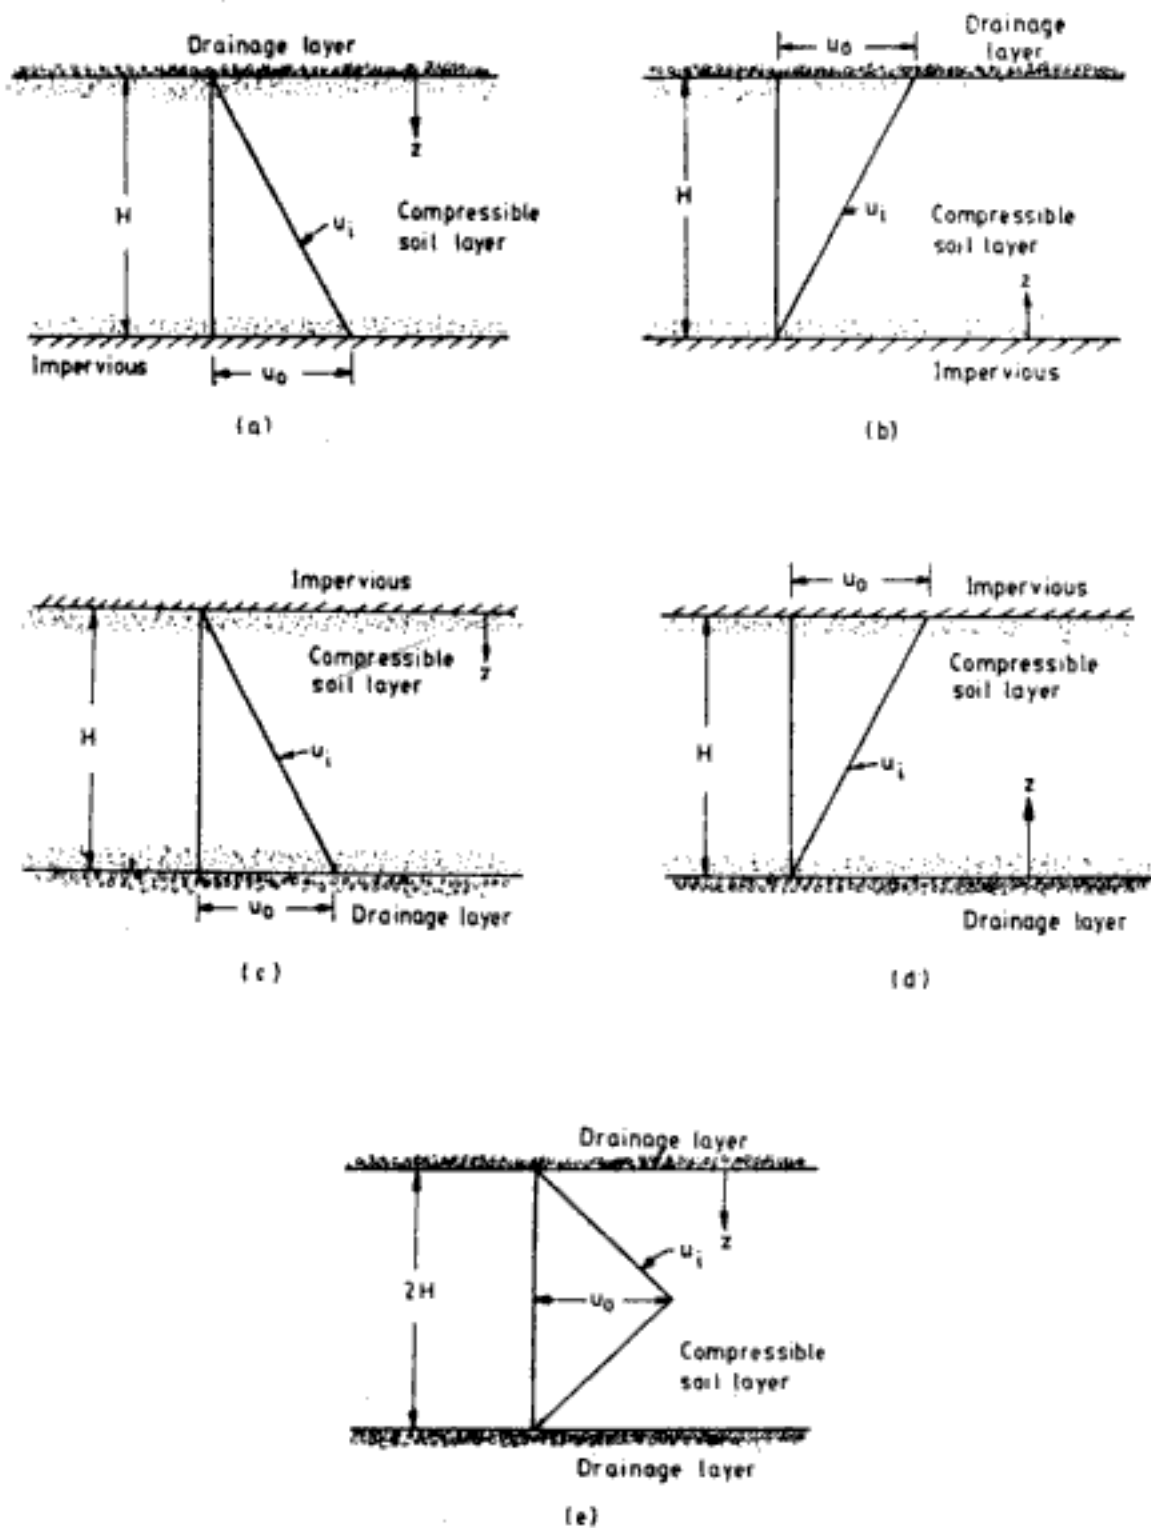 Drainage layer
z
H
u_i
Compressible
soil layer
Impervious
u_0
(a)
u_0
Drainage
layer
H
u_i
Compressible
soil layer
z
Impervious
(b)
Impervious
Compressible
soil layer
z
H
u_i
u_0
Drainage layer
(c)
u_0
Impervious
Compressible
soil layer
H
u_i
z
Drainage layer
(d)
Drainage layer
z
u_i
2H
u_0
Compressible
soil layer
Drainage layer
(e)